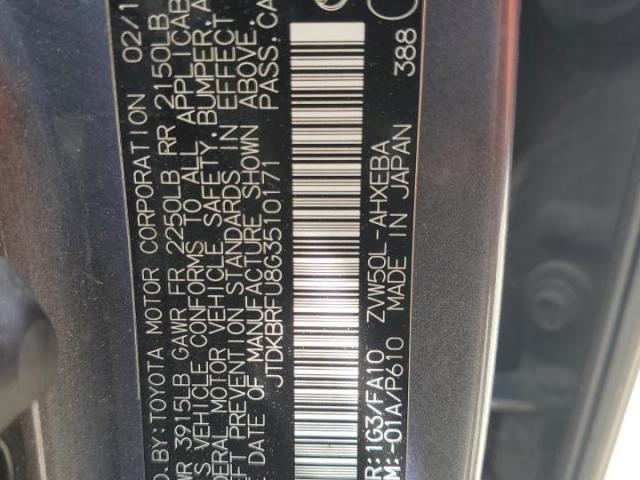 D.BY:TOYOTA MOTOR CORPORATION 02/1
WR 3915LB GAWR FR 2250LB RR 2150LB
S VEHICLE CONFORMS TO ALL APPLICAB
ERAL MOTOR VEHICLE SAFETY, BUMPER, A
EFT PREVENTION STANDARDS IN EFFECT
E DATE OF MANUFACTURE SHOWN ABOVE.
JTDKBRFU8G3510171 PASS.CA
R:1G3/FA10 ZVW50L-AHXEBA 388
M:-01A/P610 MADE IN JAPAN